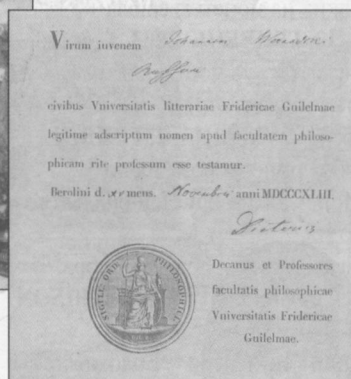 Virum iuvenem
civibus Vniversitatis litterariae Fridericae Guilelmae
legitime adscriptum nomen apud facultatem philoso-
phicam rite professum esse testamur.
Berolini d. xv mens. Novembris anni MDCCCXLIII.
Decanus et Professores
facultatis philosophicae
Vniversitatis Fridericae
Guilelmae.